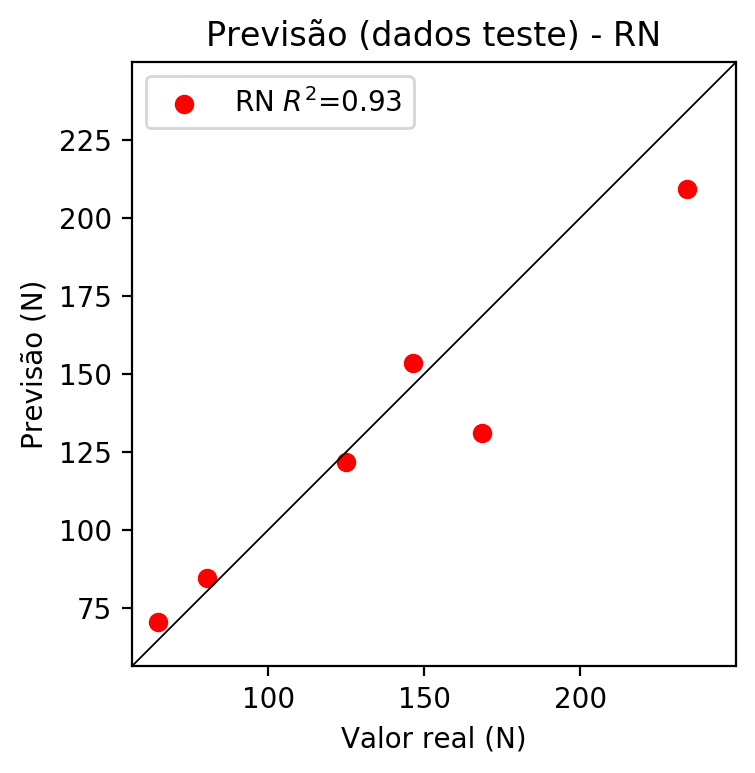 Previsão (dados teste) - RN
RN R²=0.93
225
200
175
150
125
100
75
Previsão (N)
100
150
200
Valor real (N)